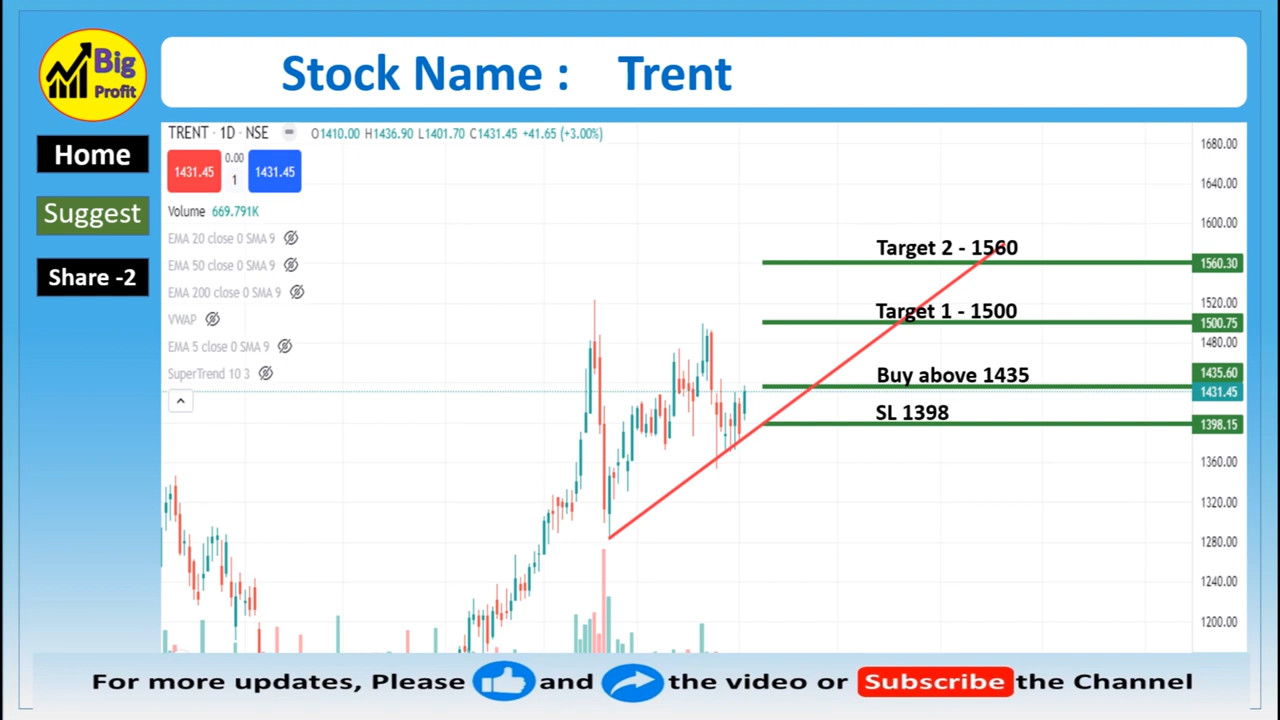 Big
Profit
Stock Name : Trent
Home
Suggest
Share -2
TRENT · 1D · NSE O1410.00 H1436.90 L1401.70 C1431.45 +41.65 (+3.00%)
1431.45 0.00 1 1431.45
Volume 669.791K
EMA 20 close 0 SMA 9
EMA 50 close 0 SMA 9
EMA 200 close 0 SMA 9
VWAP
EMA 5 close 0 SMA 9
SuperTrend 10 3
Target 2 - 1560
Target 1 - 1500
Buy above 1435
SL 1398
1680.00
1640.00
1600.00
1560.30
1520.00
1500.75
1480.00
1435.60
1431.45
1398.15
1360.00
1320.00
1280.00
1240.00
1200.00
For more updates, Please and the video or Subscribe the Channel